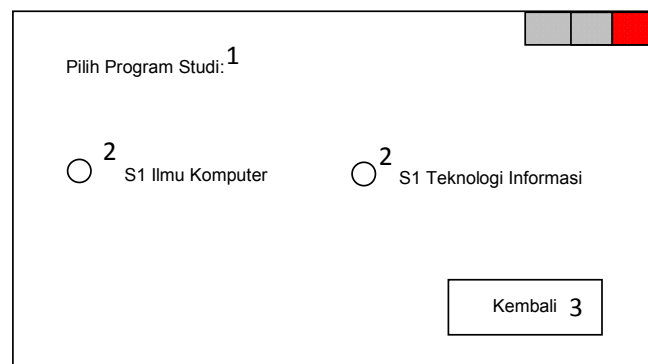 Pilih Program Studi: 1
2 S1 Ilmu Komputer
2 S1 Teknologi Informasi
Kembali 3